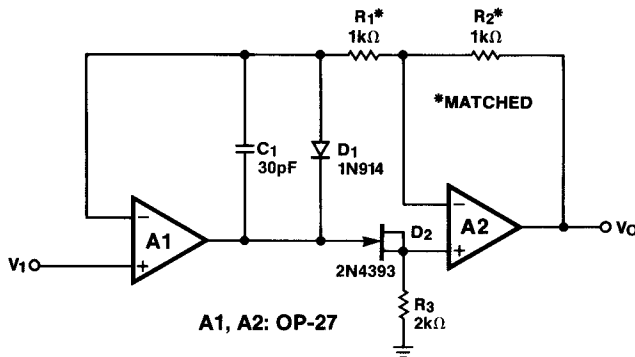 R1*
1kΩ
R2*
1kΩ
*MATCHED
C1
30pF
D1
1N914
−
A1
+
V1
D2
2N4393
−
A2
+
VO
R3
2kΩ
A1, A2: OP-27